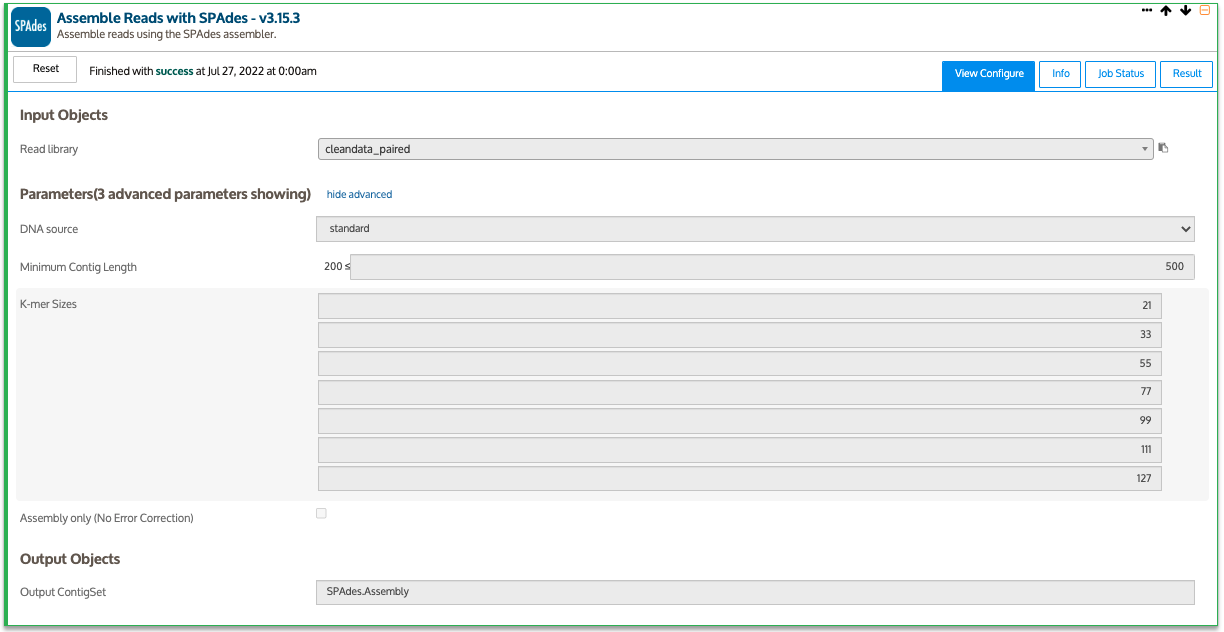 SPAdes
Assemble Reads with SPAdes - v3.15.3
Assemble reads using the SPAdes assembler.
Reset
Finished with success at Jul 27, 2022 at 0:00am
View Configure
Info
Job Status
Result
Input Objects
Read library
cleandata_paired
Parameters(3 advanced parameters showing)
hide advanced
DNA source
standard
Minimum Contig Length
200 ≤
500
K-mer Sizes
21
33
55
77
99
111
127
Assembly only (No Error Correction)
Output Objects
Output ContigSet
SPAdes.Assembly